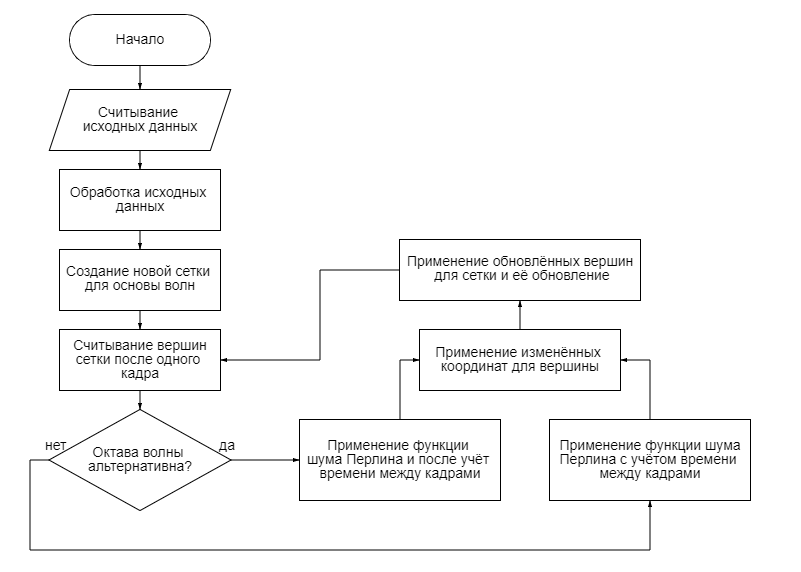 Начало
Считывание
исходных данных
Обработка исходных
данных
Создание новой сетки
для основы волн
Применение обновлённых вершин
для сетки и её обновление
Считывание вершин
сетки после одного
кадра
Применение изменённых
координат для вершины
нет
Октава волны
альтернативна?
да
Применение функции
шума Перлина и после учёт
времени между кадрами
Применение функции шума
Перлина с учётом времени
между кадрами